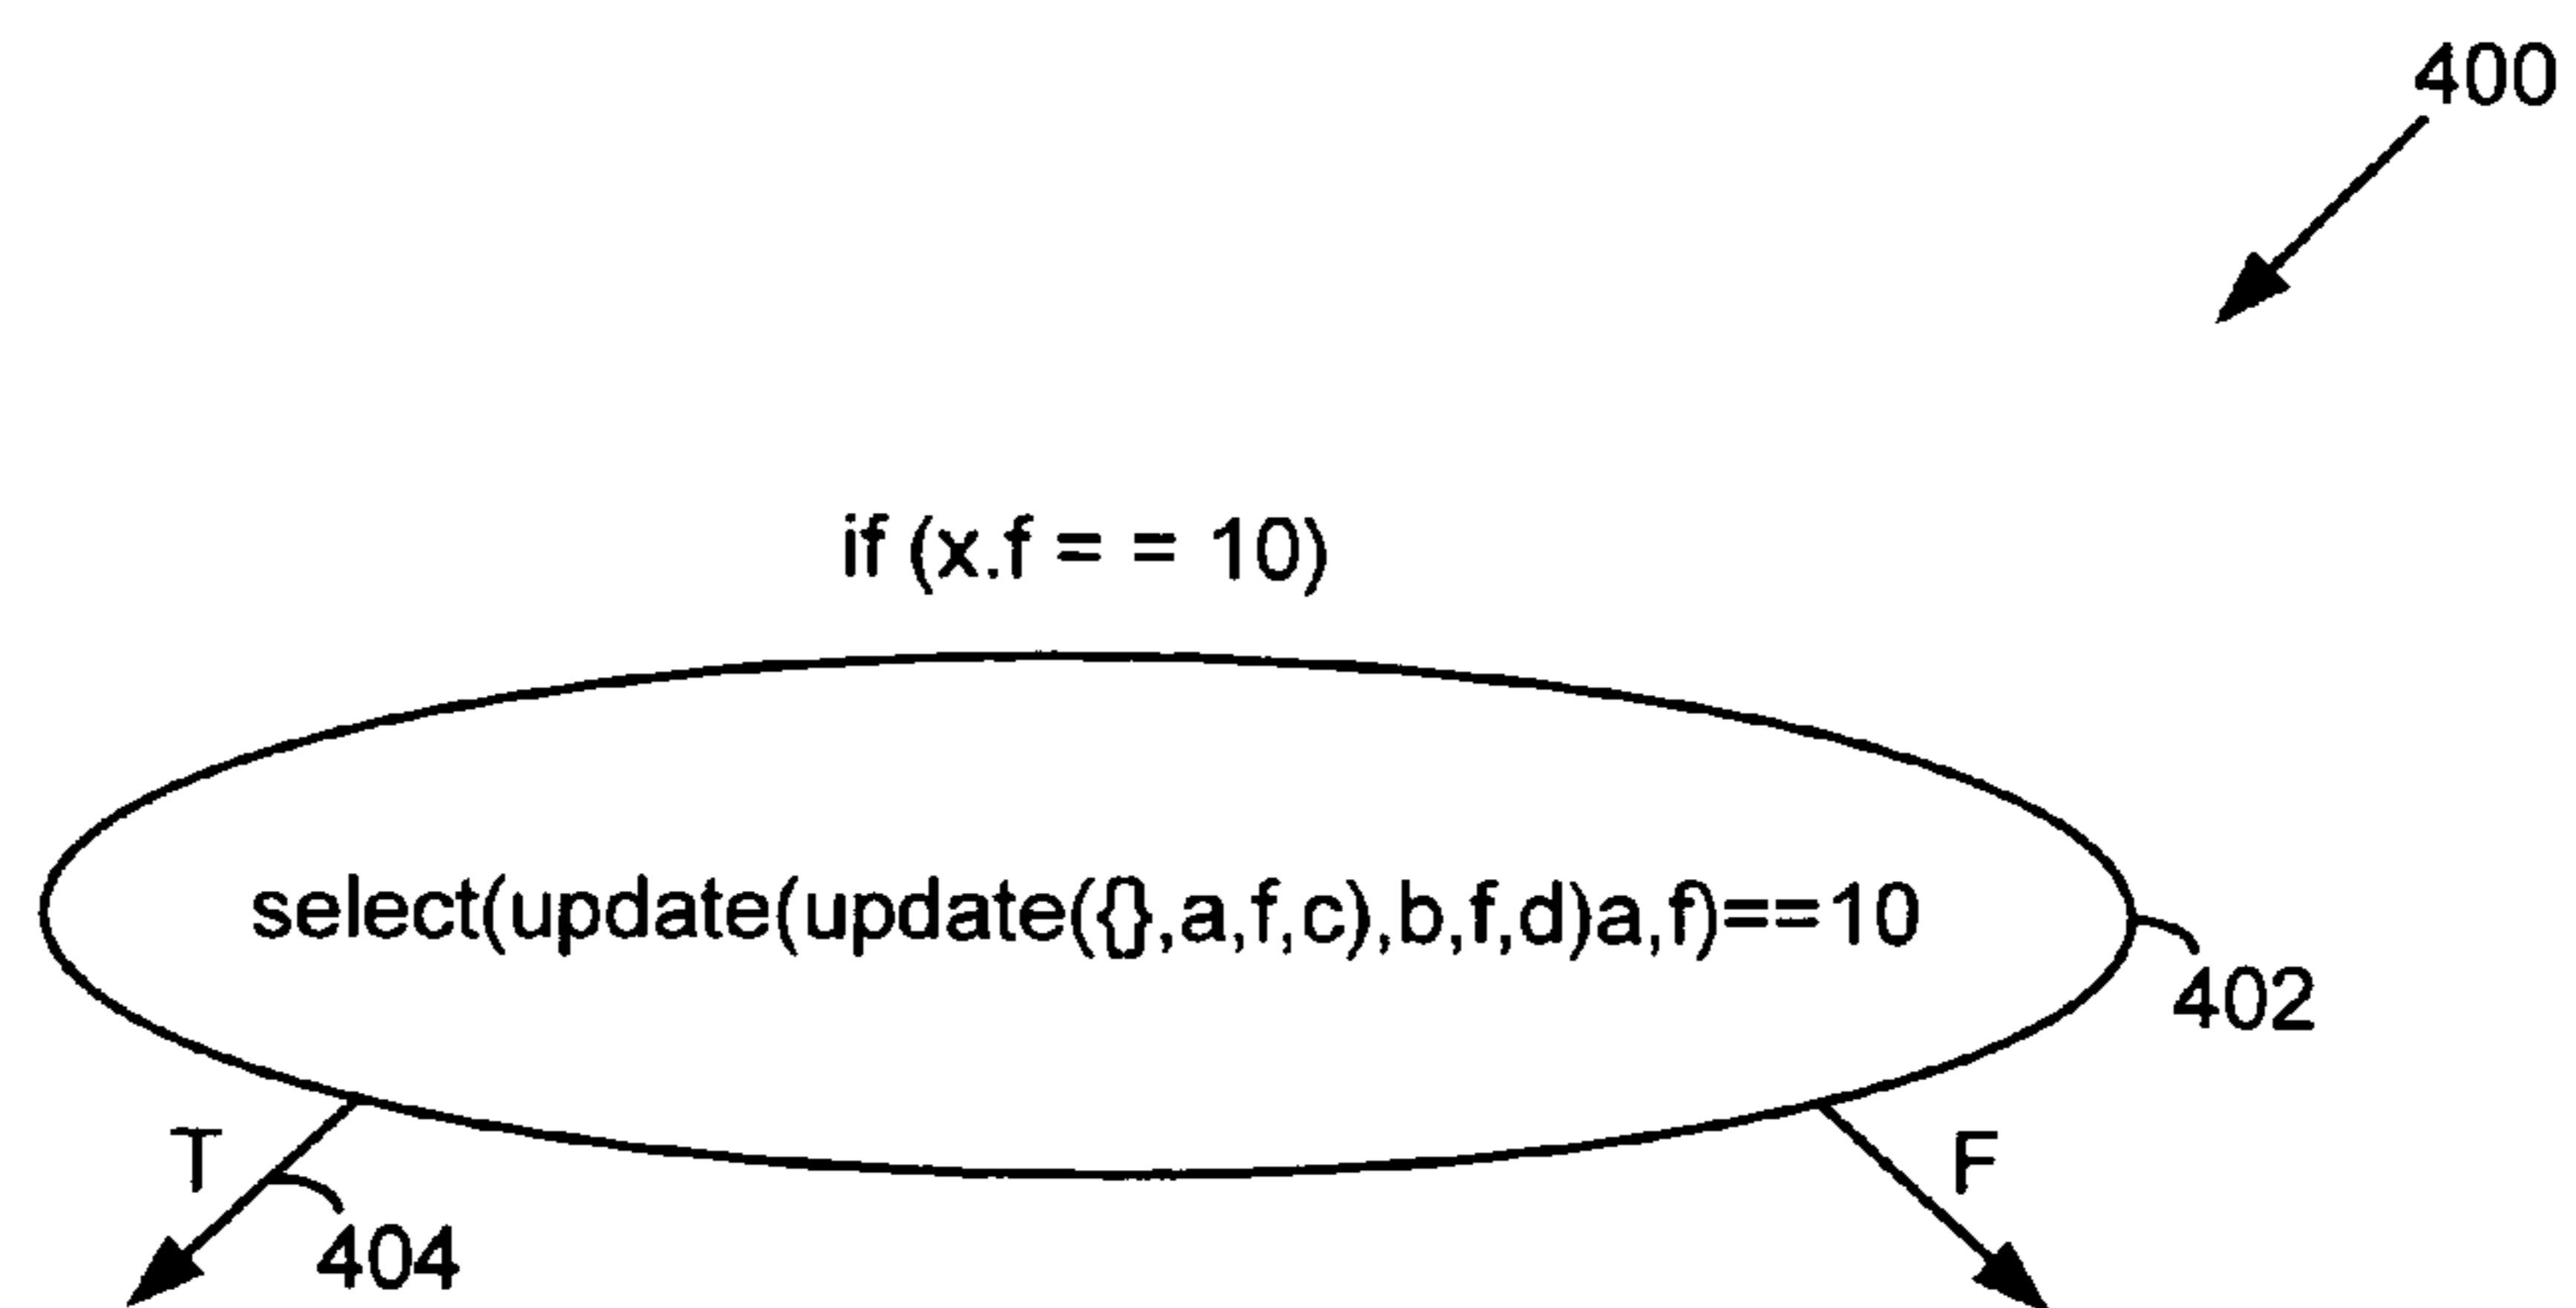 400
if (x.f = = 10)
select(update(update({},a,f,c),b,f,d)a,f)==10
402
T
F
404